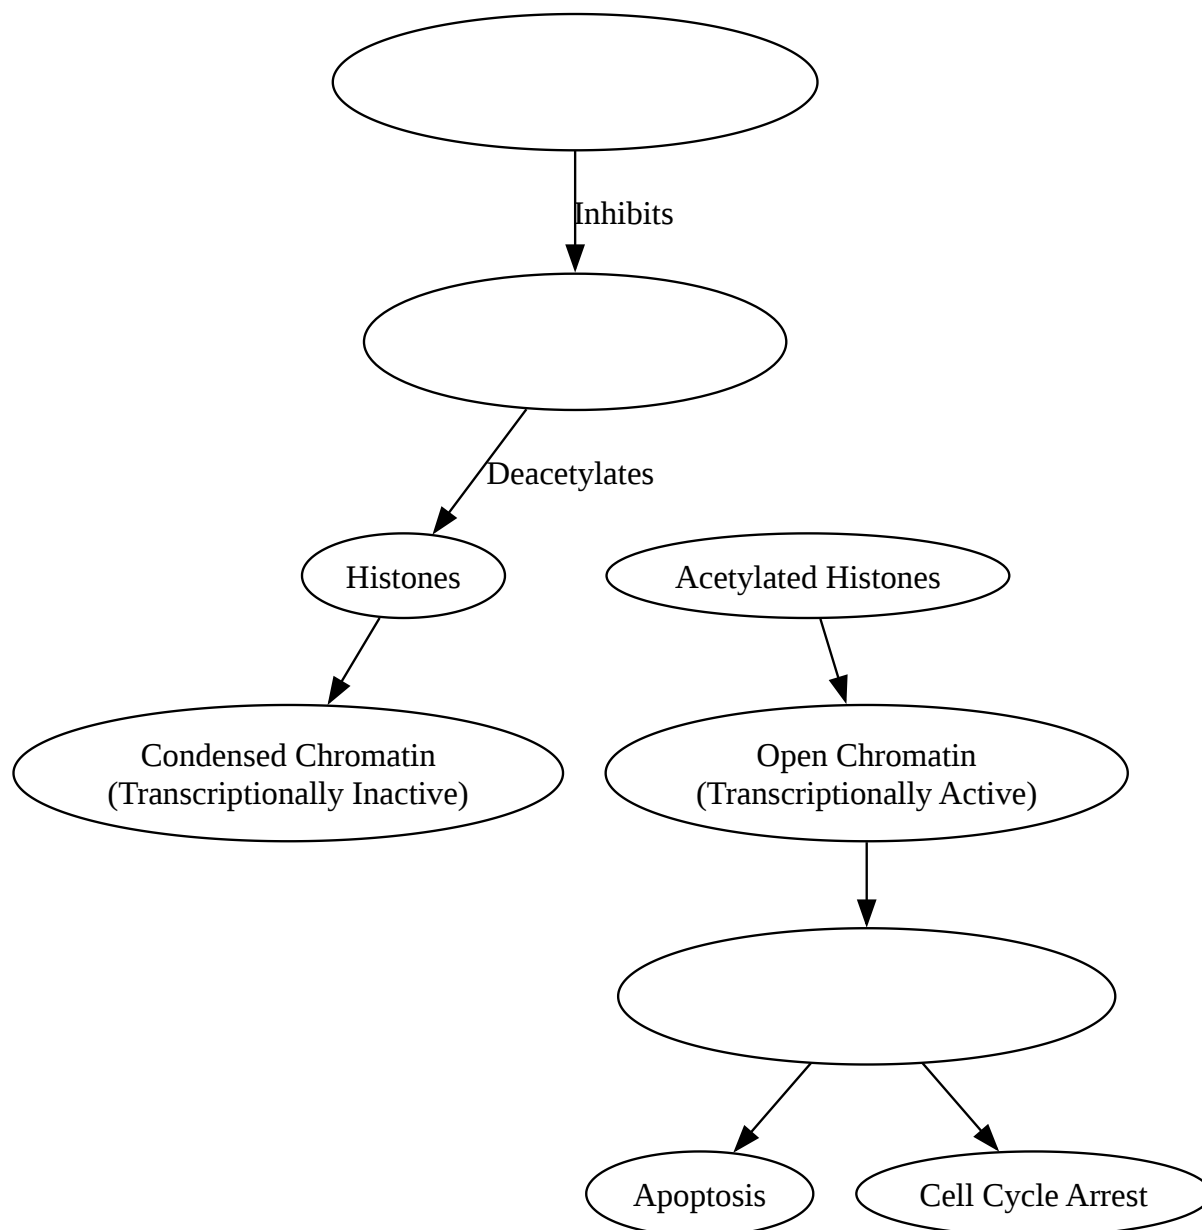 Inhibits
Deacetylates
Histones
Acetylated Histones
Condensed Chromatin
(Transcriptionally Inactive)
Open Chromatin
(Transcriptionally Active)
Apoptosis
Cell Cycle Arrest